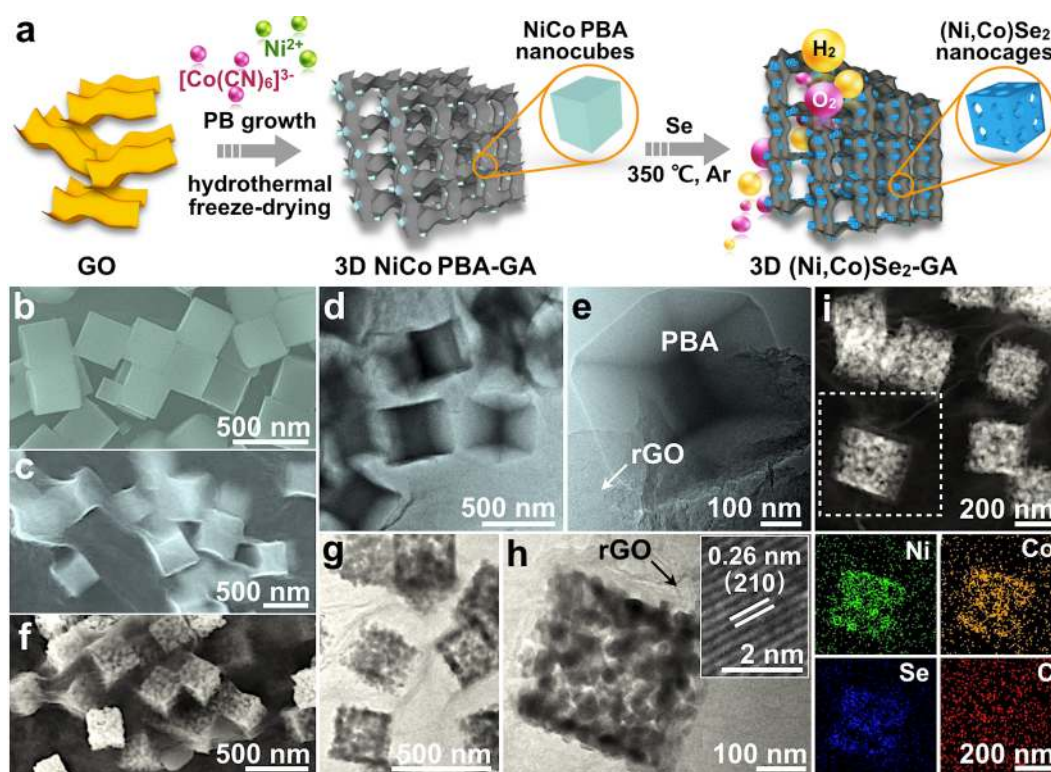 a
Ni2+
[Co(CN)6]3-
PB growth
hydrothermal
freeze-drying
NiCo PBA
nanocubes
Se
350 ℃, Ar
H2
O2
(Ni,Co)Se2
nanocages
GO
3D NiCo PBA-GA
3D (Ni,Co)Se2-GA
b
500 nm
c
500 nm
d
500 nm
e
PBA
rGO
100 nm
f
500 nm
g
500 nm
h
rGO
0.26 nm
(210)
2 nm
100 nm
i
200 nm
Ni
Co
Se
C
200 nm